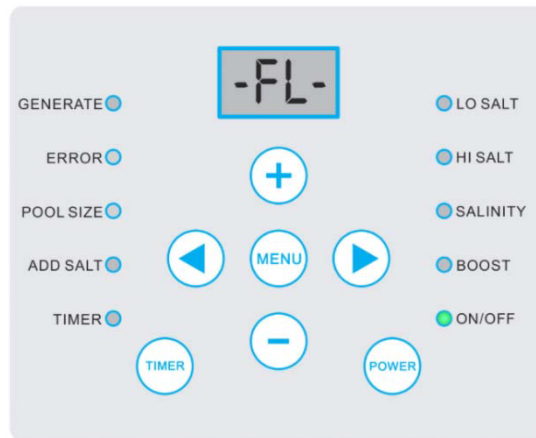 -FL-
GENERATE
LO SALT
ERROR
HI SALT
+
POOL SIZE
SALINITY
ADD SALT
MENU
BOOST
TIMER
ON/OFF
-
TIMER
POWER